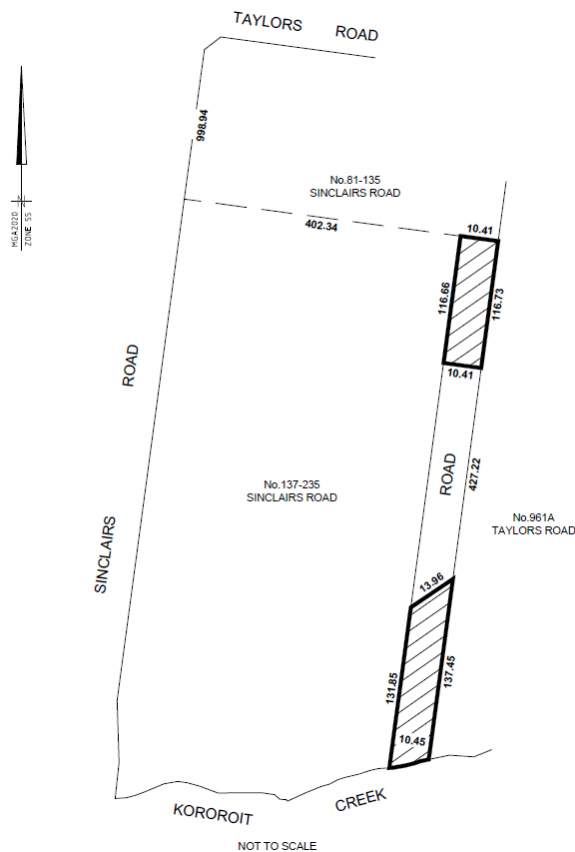 TAYLORS ROAD
998.94
MGA2020
ZONE 55
No.81-135
SINCLAIRS ROAD
402.34
10.41
116.66
116.73
10.41
ROAD
ROAD
427.22
No.137-235
SINCLAIRS ROAD
No.961A
TAYLORS ROAD
SINCLAIRS
13.96
131.85
137.45
10.45
KOROROIT CREEK
NOT TO SCALE